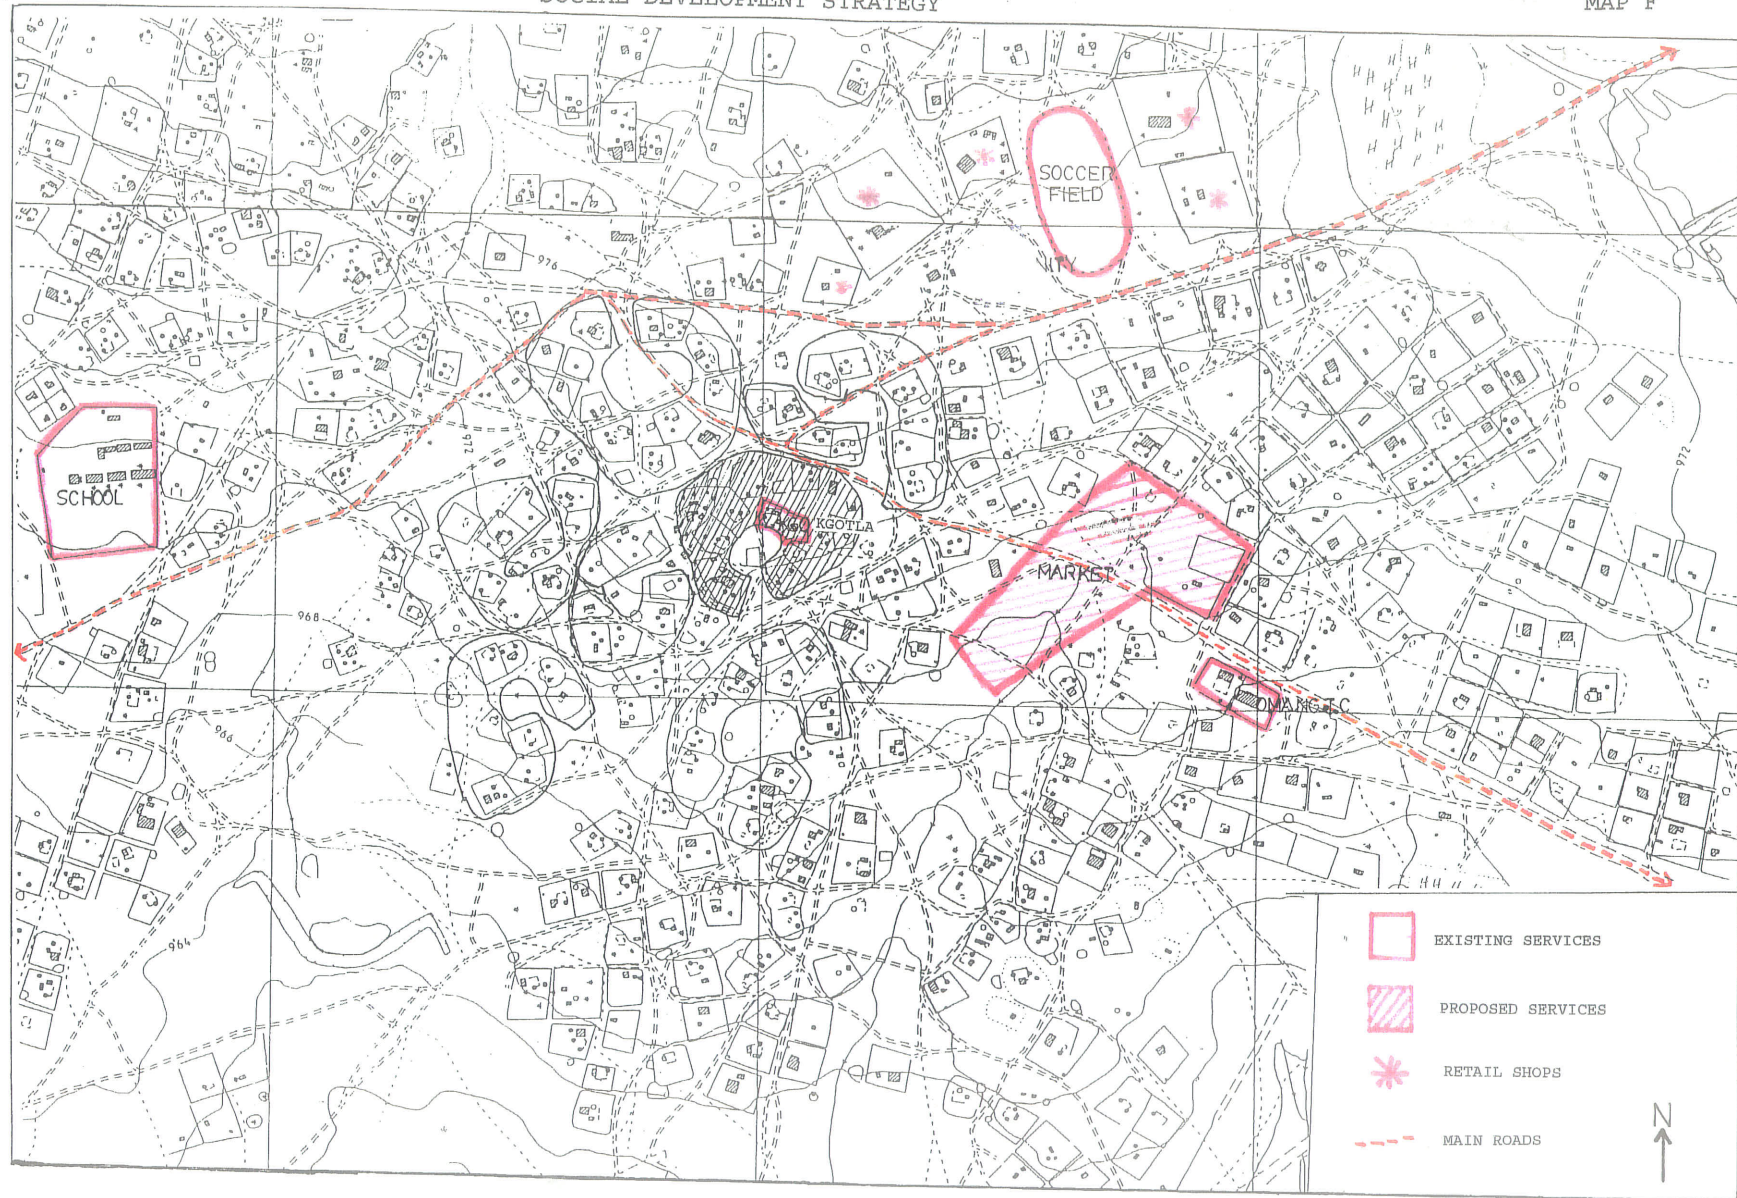 SOCIAL DEVELOPMENT STRATEGY
MAP F
SOCCER
FIELD
976
972
SCHOOL
KGOTLA
MARKET
972
968
966
964
EXISTING SERVICES
PROPOSED SERVICES
RETAIL SHOPS
MAIN ROADS
N